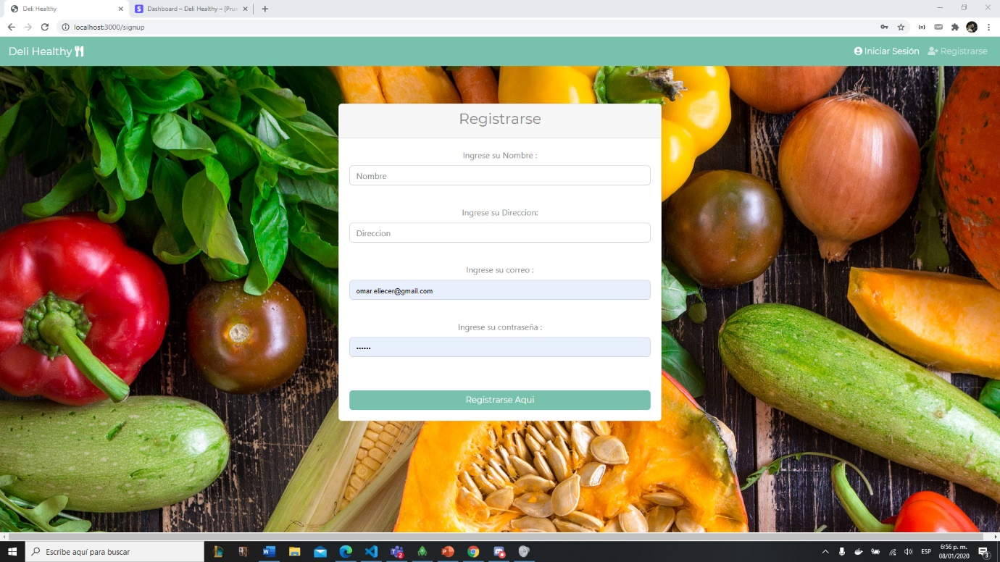 Deli Healthy
Dashboard – Deli Healthy – [Prue
localhost:3000/signup
Deli Healthy
Iniciar Sesión
Registrarse
Registrarse
Ingrese su Nombre :
Nombre
Ingrese su Direccion:
Direccion
Ingrese su correo :
omar.eliecer@gmail.com
Ingrese su contraseña :
••••••
Registrarse Aqui
Escribe aquí para buscar
ESP
6:56 p. m.
08/01/2020